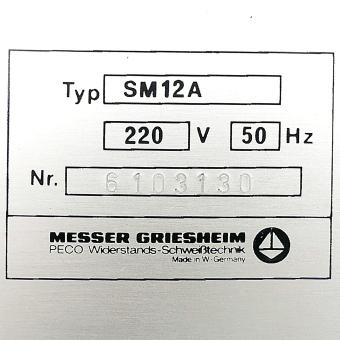 Typ SM12A
220 V 50 Hz
Nr. 6103130
MESSER GRIESHEIM
PECO Widerstands-Schweißtechnik
Made in W.-Germany